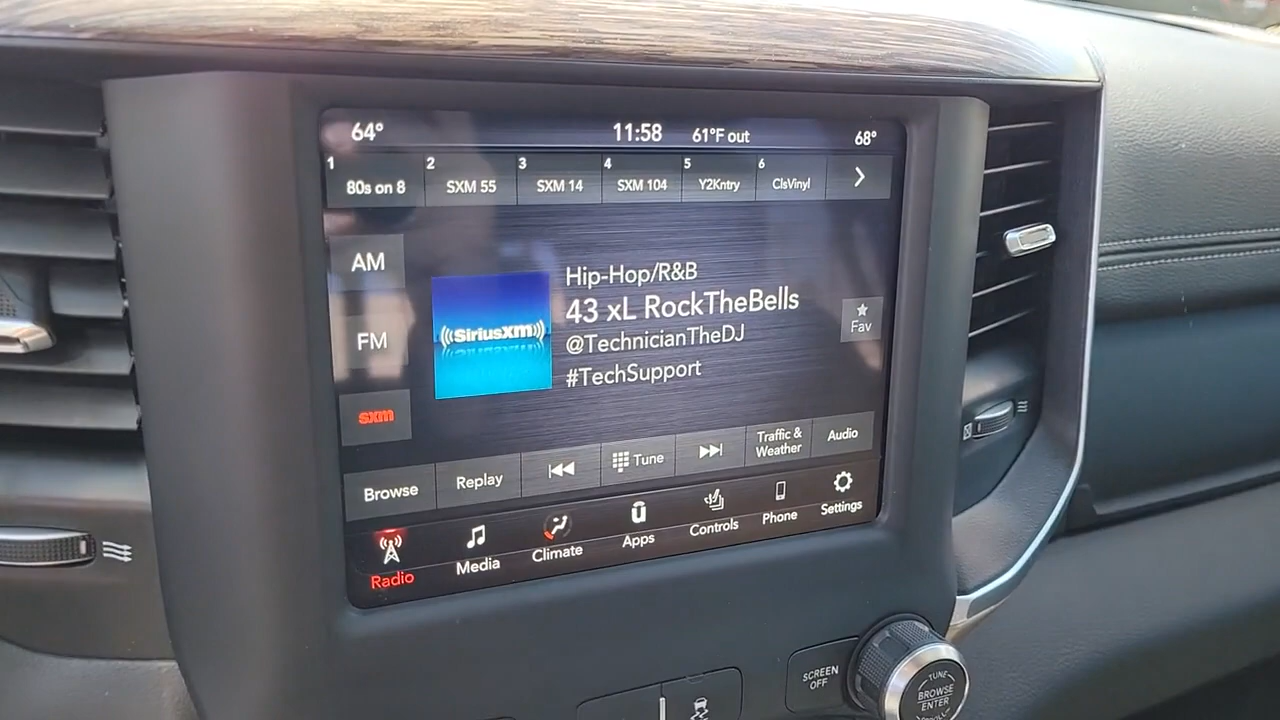 64°
11:58
61°F out
68°
1
80s on 8
2
SXM 55
3
SXM 14
4
SXM 104
5
Y2Kntry
6
ClsVinyl
AM
FM
sxm
((SiriusXM))
Hip-Hop/R&B
43 xL RockTheBells
@TechnicianTheDJ
#TechSupport
Fav
Browse
Replay
Tune
Traffic &
Weather
Audio
Radio
Media
Climate
Apps
Controls
Phone
Settings
SCREEN
OFF
TUNE
BROWSE
ENTER